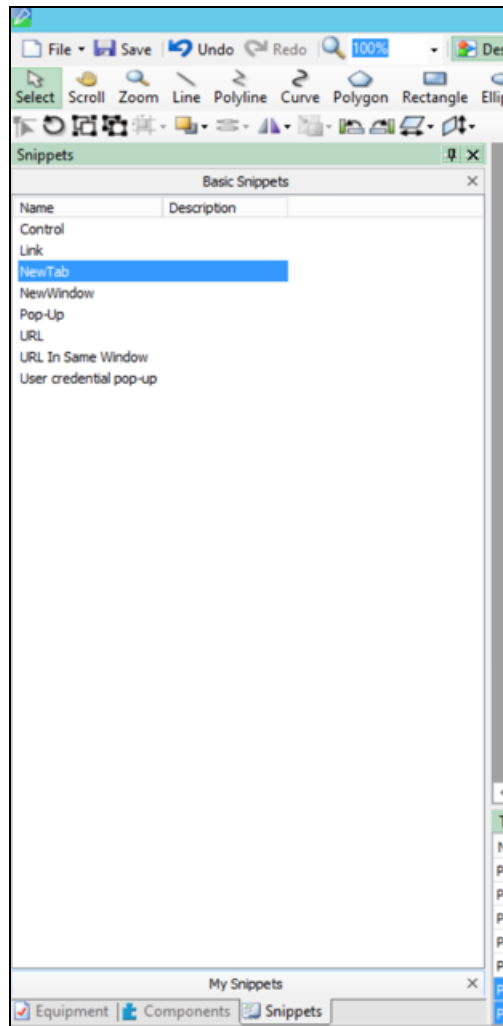 File Save Undo Redo 100%
Select Scroll Zoom Line Polyline Curve Polygon Rectangle
Snippets
Basic Snippets
Name Description
Control
Link
NewTab
NewWindow
Pop-Up
URL
URL In Same Window
User credential pop-up
My Snippets
Equipment Components Snippets